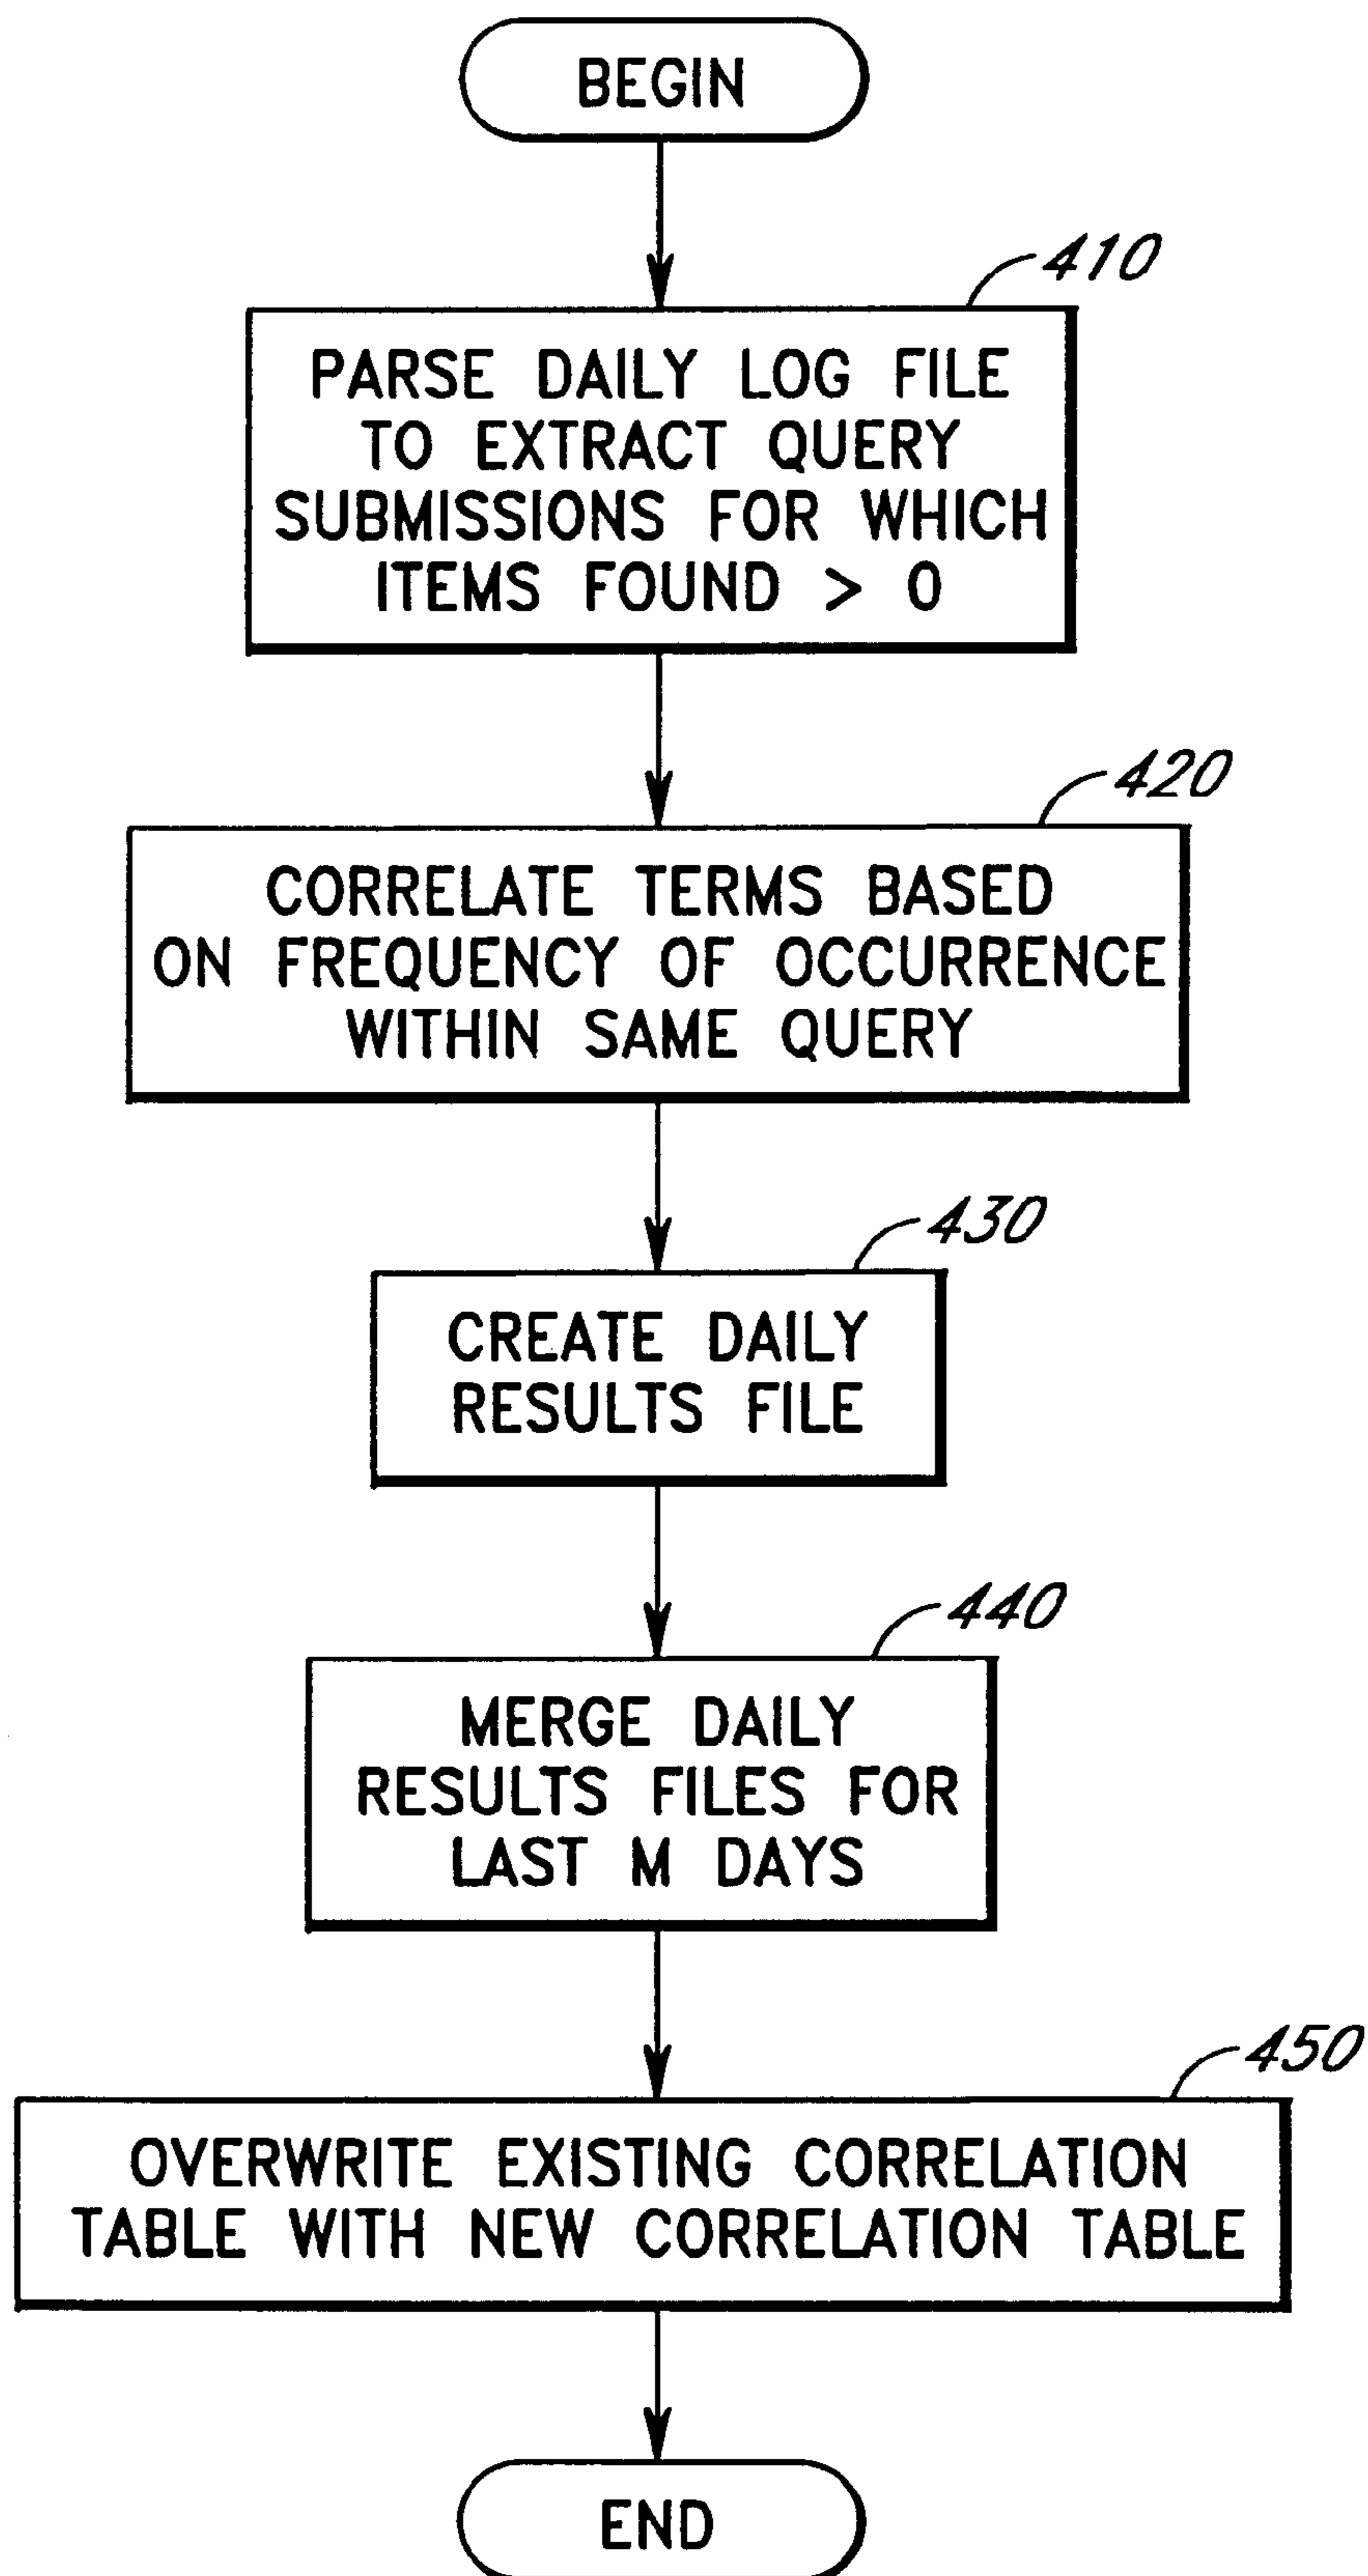 BEGIN
410
PARSE DAILY LOG FILE
TO EXTRACT QUERY
SUBMISSIONS FOR WHICH
ITEMS FOUND > 0
420
CORRELATE TERMS BASED
ON FREQUENCY OF OCCURRENCE
WITHIN SAME QUERY
430
CREATE DAILY
RESULTS FILE
440
MERGE DAILY
RESULTS FILES FOR
LAST M DAYS
450
OVERWRITE EXISTING CORRELATION
TABLE WITH NEW CORRELATION TABLE
END